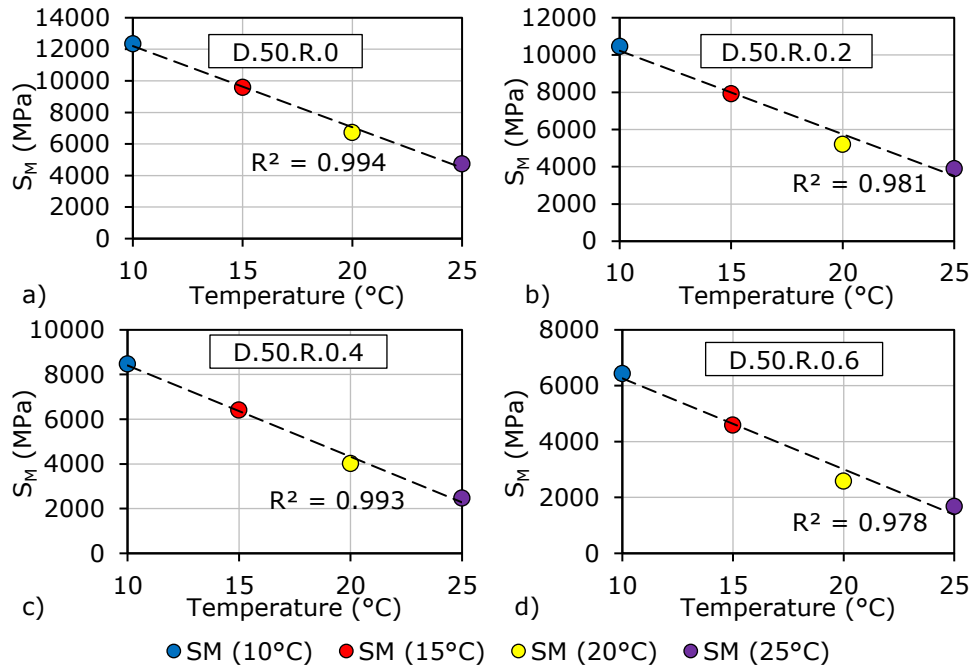 14000
12000
10000
8000
6000
4000
2000
0
S_M (MPa)
D.50.R.0
R² = 0.994
10 15 20 25
a) Temperature (°C)
12000
10000
8000
6000
4000
2000
0
S_M (MPa)
D.50.R.0.2
R² = 0.981
10 15 20 25
b) Temperature (°C)
10000
8000
6000
4000
2000
0
S_M (MPa)
D.50.R.0.4
R² = 0.993
10 15 20 25
c) Temperature (°C)
8000
6000
4000
2000
0
S_M (MPa)
D.50.R.0.6
R² = 0.978
10 15 20 25
d) Temperature (°C)
SM (10°C) SM (15°C) SM (20°C) SM (25°C)